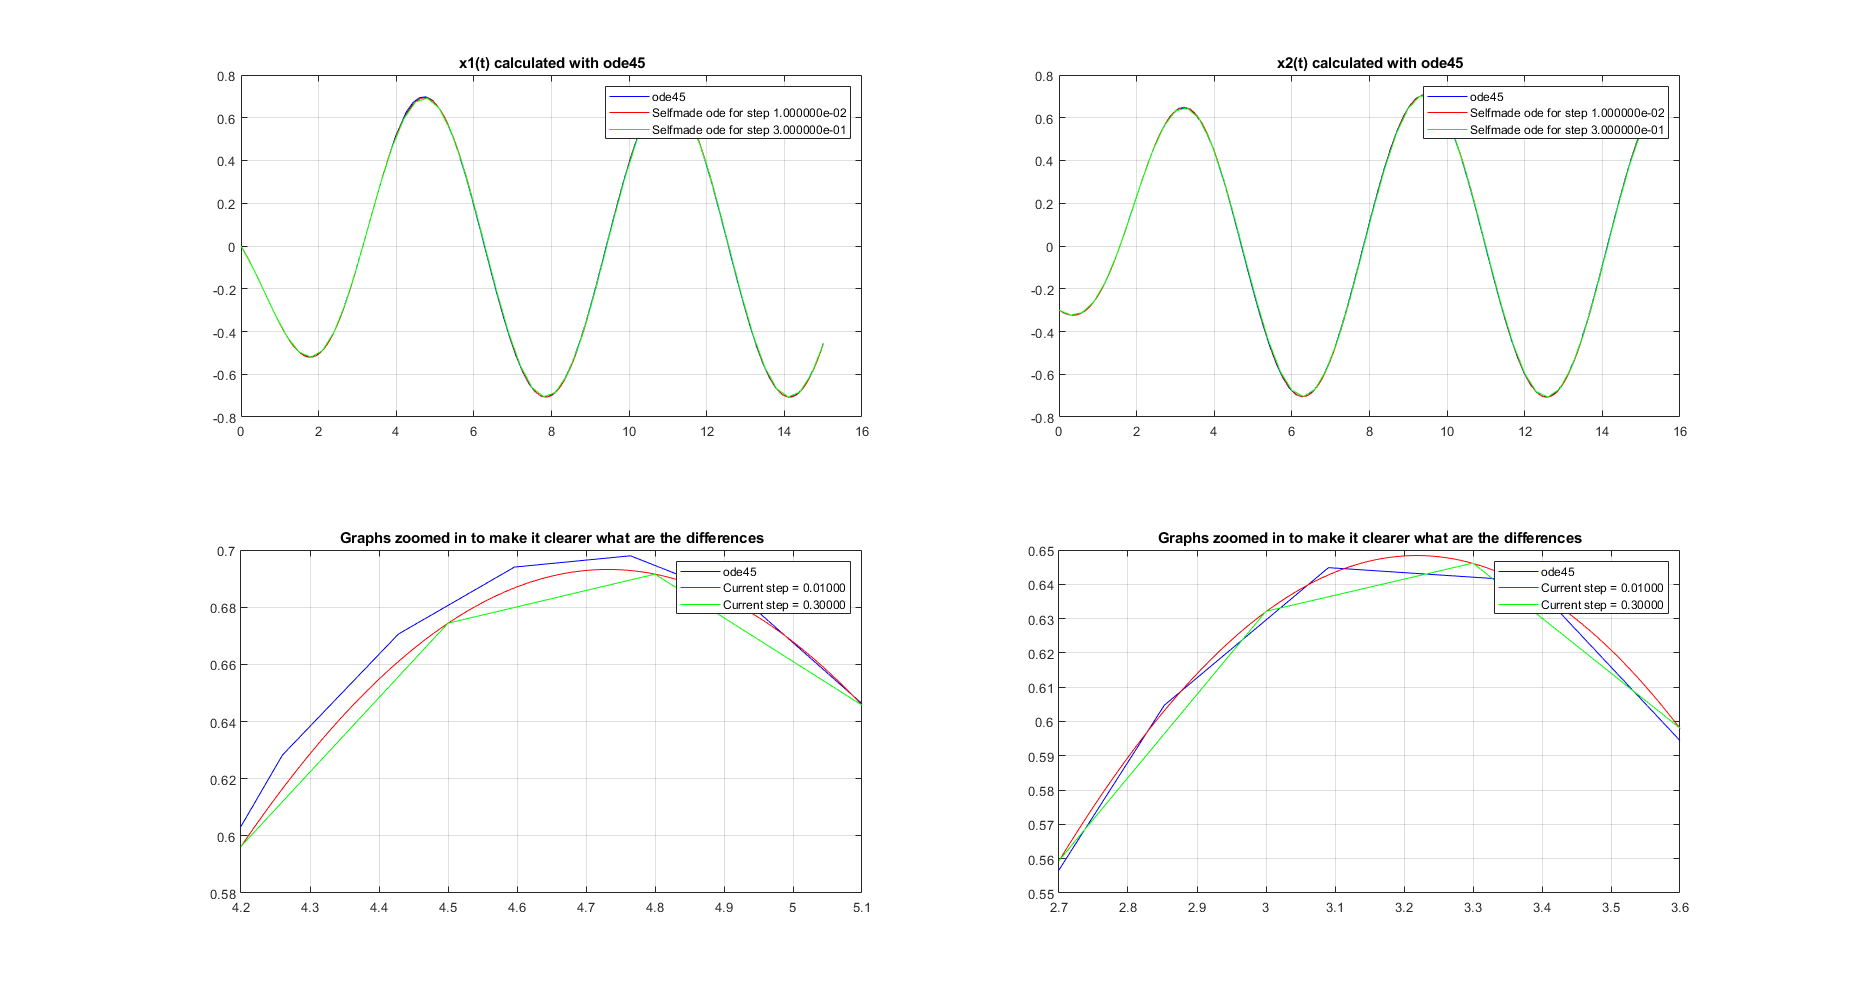 x1(t) calculated with ode45
0.8
0.6
0.4
0.2
0
-0.2
-0.4
-0.6
-0.8
0 2 4 6 8 10 12 14 16
ode45
Selfmade ode for step 1.000000e-02
Selfmade ode for step 3.000000e-01
x2(t) calculated with ode45
0.8
0.6
0.4
0.2
0
-0.2
-0.4
-0.6
-0.8
0 2 4 6 8 10 12 14 16
ode45
Selfmade ode for step 1.000000e-02
Selfmade ode for step 3.000000e-01
Graphs zoomed in to make it clearer what are the differences
0.7
0.68
0.66
0.64
0.62
0.6
0.58
4.2 4.3 4.4 4.5 4.6 4.7 4.8 4.9 5 5.1
ode45
Current step = 0.01000
Current step = 0.30000
Graphs zoomed in to make it clearer what are the differences
0.65
0.64
0.63
0.62
0.61
0.6
0.59
0.58
0.57
0.56
0.55
2.7 2.8 2.9 3 3.1 3.2 3.3 3.4 3.5 3.6
ode45
Current step = 0.01000
Current step = 0.30000